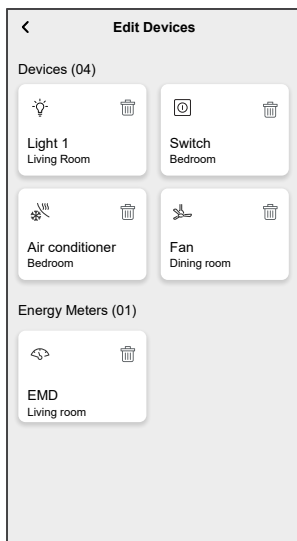 Edit Devices
Devices (04)
Light 1
Living Room
Switch
Bedroom
Air conditioner
Bedroom
Fan
Dining room
Energy Meters (01)
EMD
Living room